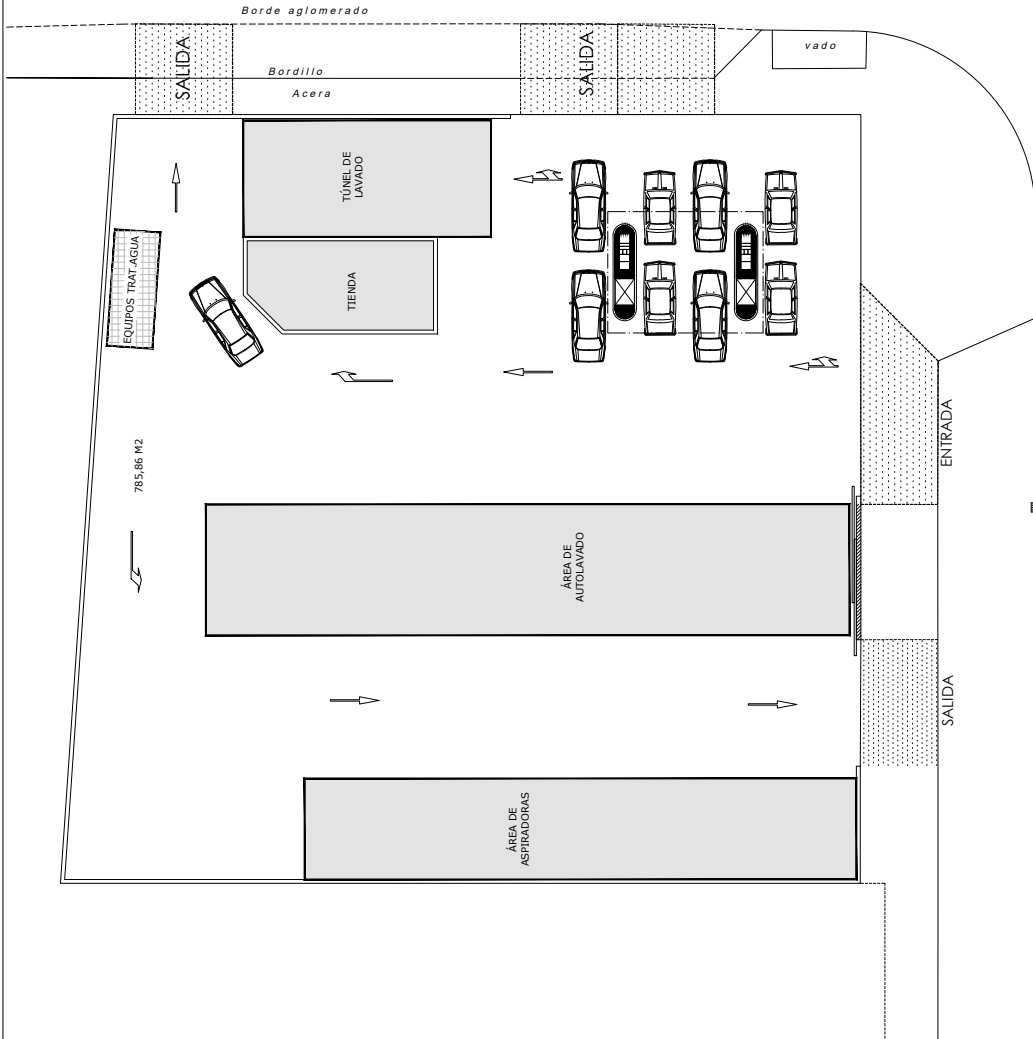 Borde aglomerado
SALIDA
SALIDA
vado
Bordillo
Acera
TÚNEL DE
LAVADO
EQUIPOS TRAT.AGUA
TIENDA
785,86 M2
ENTRADA
ÁREA DE
AUTOLAVADO
SALIDA
ÁREA DE
ASPIRADORAS